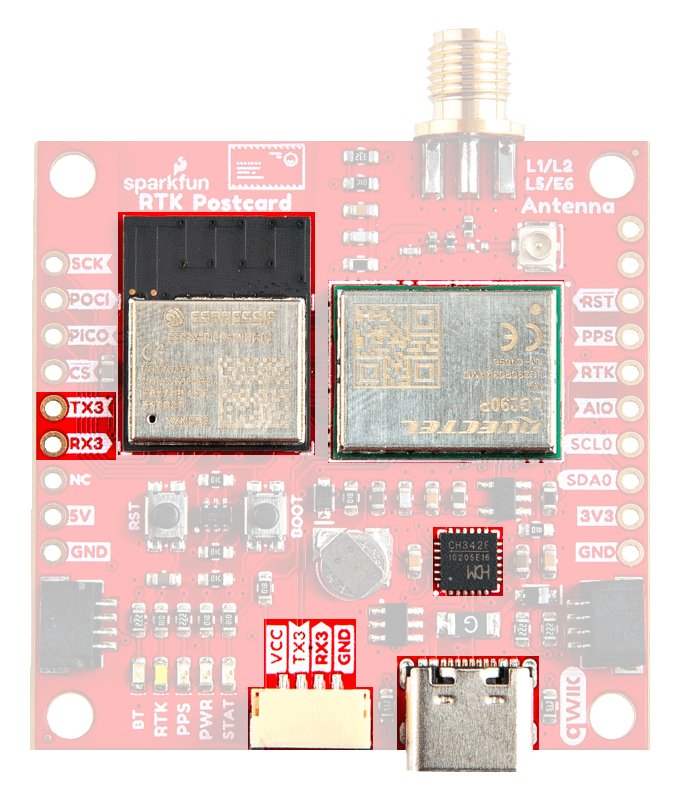 sparkfun
RTK Postcard
L1/L2
L5/E6
Antenna
SCK
POCI
PICO
CS
TX3
RX3
NC
5V
GND
RST
PPS
RTK
AIO
SCL0
SDA0
3V3
GND
ESPRESSIF
LG290P
QUECTEL
RST
BOOT
CH342F
VCC
TX3
RX3
GND
BT
RTK
PPS
PWR
STAT
qwiic